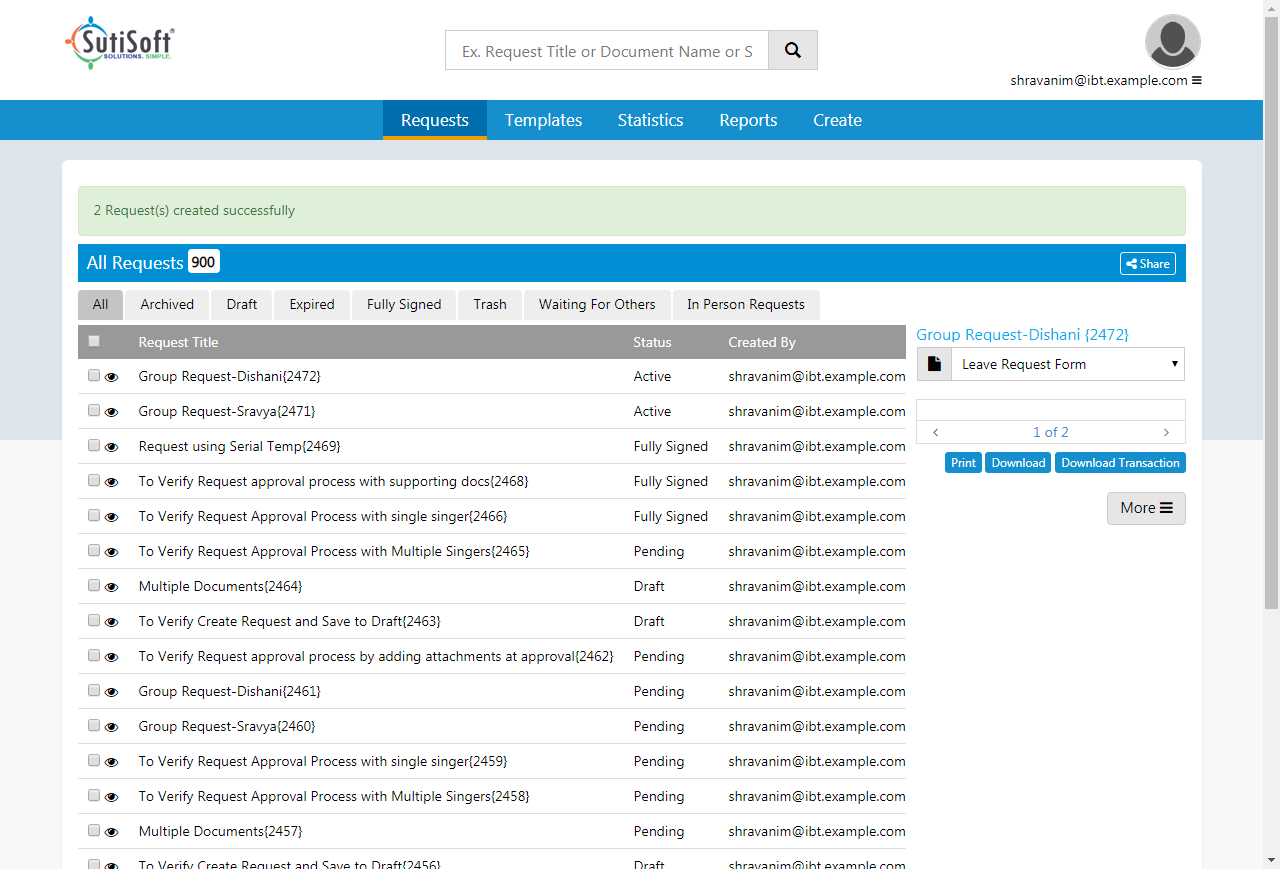 SutiSoft®
SOLUTIONS. SIMPLE.
Ex. Request Title or Document Name or S
shravanim@ibt.example.com
Requests Templates Statistics Reports Create
2 Request(s) created successfully
All Requests 900 Share
All Archived Draft Expired Fully Signed Trash Waiting For Others In Person Requests
Request Title Status Created By
Group Request-Dishani{2472} Active shravanim@ibt.example.com
Group Request-Sravya{2471} Active shravanim@ibt.example.com
Request using Serial Temp{2469} Fully Signed shravanim@ibt.example.com
To Verify Request approval process with supporting docs{2468} Fully Signed shravanim@ibt.example.com
To Verify Request Approval Process with single singer{2466} Fully Signed shravanim@ibt.example.com
To Verify Request Approval Process with Multiple Singers{2465} Pending shravanim@ibt.example.com
Multiple Documents{2464} Draft shravanim@ibt.example.com
To Verify Create Request and Save to Draft{2463} Draft shravanim@ibt.example.com
To Verify Request approval process by adding attachments at approval{2462} Pending shravanim@ibt.example.com
Group Request-Dishani{2461} Pending shravanim@ibt.example.com
Group Request-Sravya{2460} Pending shravanim@ibt.example.com
To Verify Request Approval Process with single singer{2459} Pending shravanim@ibt.example.com
To Verify Request Approval Process with Multiple Singers{2458} Pending shravanim@ibt.example.com
Multiple Documents{2457} Pending shravanim@ibt.example.com
To Verify Create Request and Save to Draft{2456} Draft shravanim@ibt.example.com
Group Request-Dishani {2472}
Leave Request Form
1 of 2
Print Download Download Transaction
More